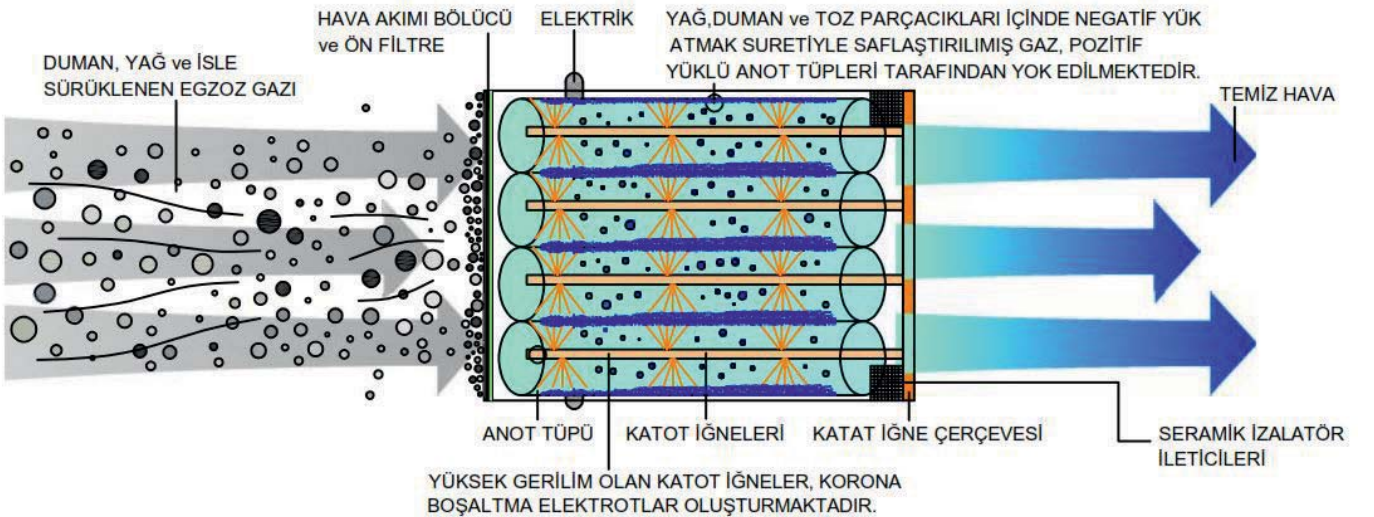 HAVA AKIMI BÖLÜCÜ
ve ÖN FİLTRE
ELEKTRİK
YAĞ,DUMAN ve TOZ PARÇACIKLARI İÇİNDE NEGATİF YÜK
ATMAK SURETİYLE SAFLAŞTIRILIMIŞ GAZ, POZİTİF
YÜKLÜ ANOT TÜPLERİ TARAFINDAN YOK EDİLMEKTEDİR.
DUMAN, YAĞ ve İSLE
SÜRÜKLENEN EGZOZ GAZI
TEMİZ HAVA
ANOT TÜPÜ
KATOT İĞNELERİ
KATAT İĞNE ÇERÇEVESİ
SERAMİK İZALATÖR
İLETİCİLERİ
YÜKSEK GERİLİM OLAN KATOT İĞNELER, KORONA
BOŞALTMA ELEKTROTLAR OLUŞTURMAKTADIR.